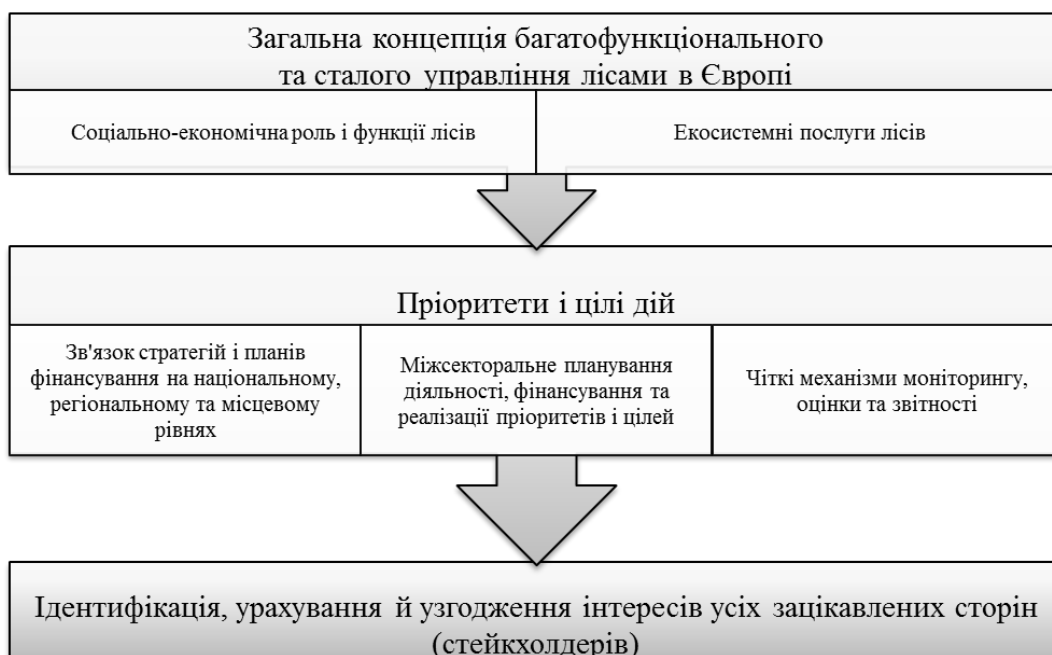 Загальна концепція багатофункціонального
та сталого управління лісами в Європі
Соціально-економічна роль і функції лісів
Екосистемні послуги лісів
Пріоритети і цілі дій
Зв'язок стратегій і планів
фінансування на національному,
регіональному та місцевому
рівнях
Міжсекторальне планування
діяльності, фінансування та
реалізації пріоритетів і цілей
Чіткі механізми моніторингу,
оцінки та звітності
Ідентифікація, урахування й узгодження інтересів усіх зацікавлених сторін
(стейкхолдерів)